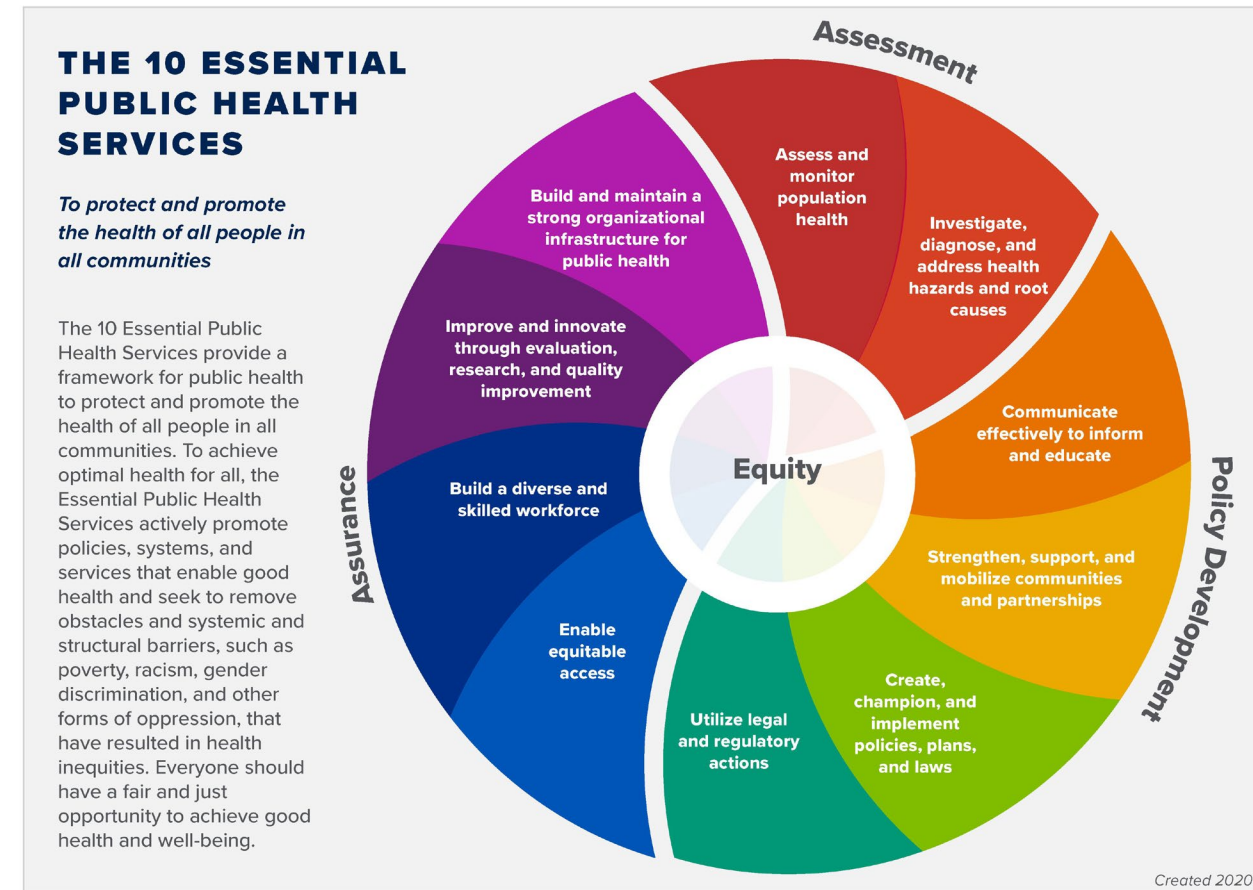 THE 10 ESSENTIAL
PUBLIC HEALTH
SERVICES
To protect and promote
the health of all people in
all communities
The 10 Essential Public
Health Services provide a
framework for public health
to protect and promote the
health of all people in all
communities. To achieve
optimal health for all, the
Essential Public Health
Services actively promote
policies, systems, and
services that enable good
health and seek to remove
obstacles and systemic and
structural barriers, such as
poverty, racism, gender
discrimination, and other
forms of oppression, that
have resulted in health
inequities. Everyone should
have a fair and just
opportunity to achieve good
health and well-being.
Assessment
Assess and
monitor
population
health
Investigate,
diagnose, and
address health
hazards and root
causes
Policy Development
Communicate
effectively to inform
and educate
Strengthen, support, and
mobilize communities
and partnerships
Create,
champion, and
implement
policies, plans,
and laws
Utilize legal
and regulatory
actions
Assurance
Enable
equitable
access
Build a diverse and
skilled workforce
Improve and innovate
through evaluation,
research, and quality
improvement
Build and maintain a
strong organizational
infrastructure for
public health
Equity
Created 2020